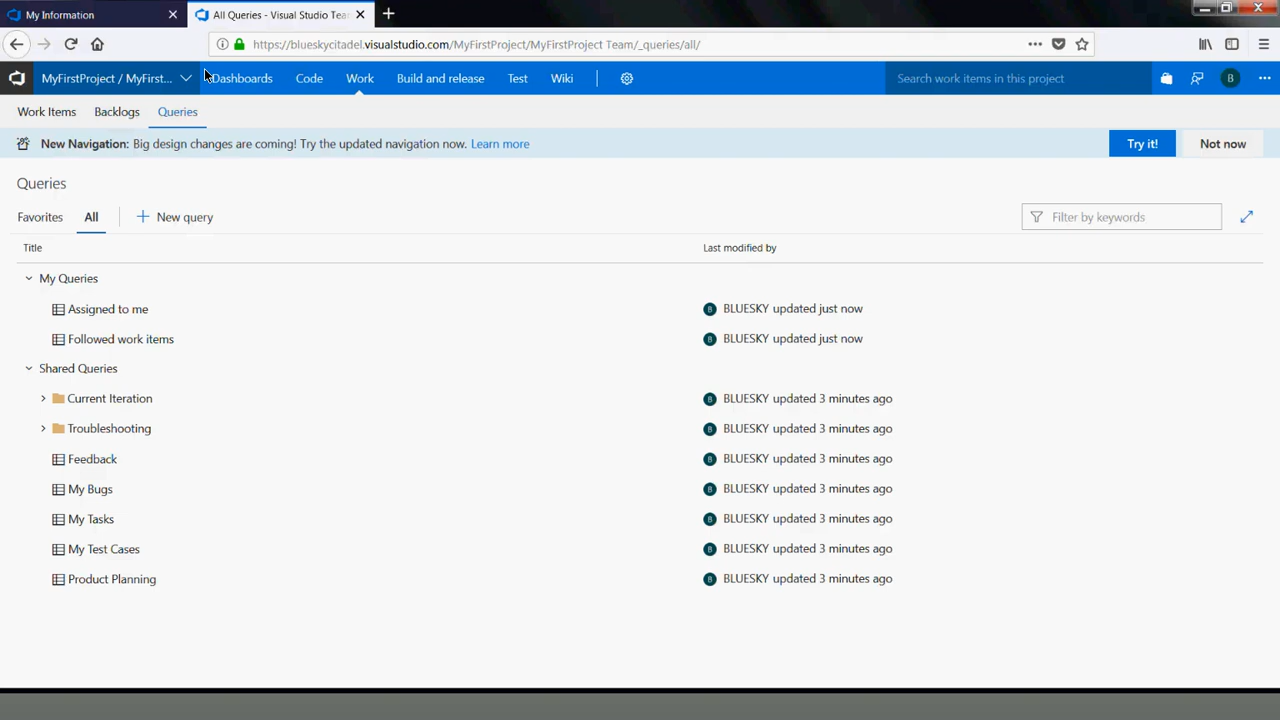 My Information
All Queries - Visual Studio Tea
https://blueskycitadel.visualstudio.com/MyFirstProject/MyFirstProject Team/_queries/all/
MyFirstProject / MyFirst... Dashboards Code Work Build and release Test Wiki Search work items in this project B
Work Items Backlogs Queries
New Navigation: Big design changes are coming! Try the updated navigation now. Learn more Try it! Not now
Queries
Favorites All New query Filter by keywords
Title Last modified by
My Queries
Assigned to me B BLUESKY updated just now
Followed work items B BLUESKY updated just now
Shared Queries
Current Iteration B BLUESKY updated 3 minutes ago
Troubleshooting B BLUESKY updated 3 minutes ago
Feedback B BLUESKY updated 3 minutes ago
My Bugs B BLUESKY updated 3 minutes ago
My Tasks B BLUESKY updated 3 minutes ago
My Test Cases B BLUESKY updated 3 minutes ago
Product Planning B BLUESKY updated 3 minutes ago